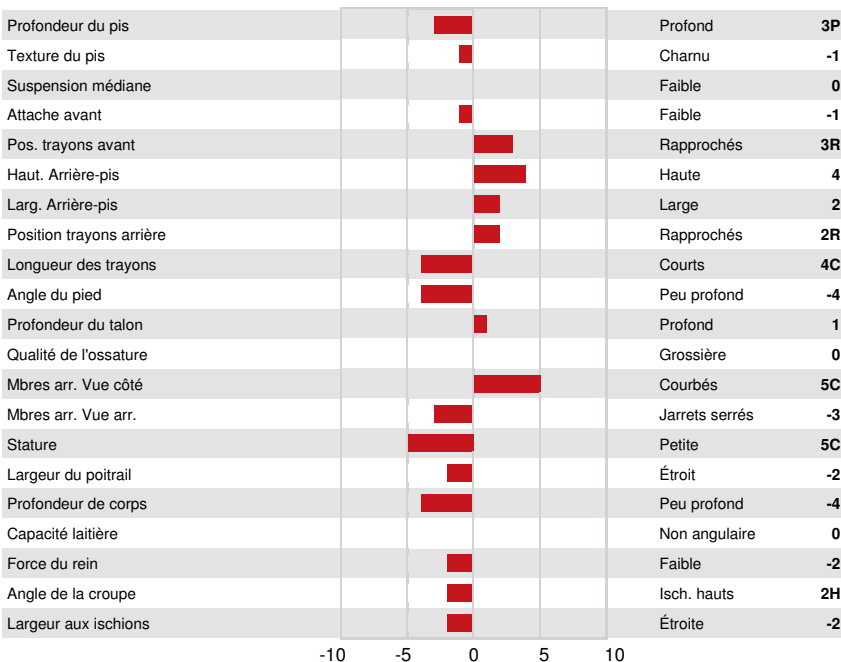 Profondeur du pis Profond 3P
Texture du pis Charnu -1
Suspension médiane Faible 0
Attache avant Faible -1
Pos. trayons avant Rapprochés 3R
Haut. Arrière-pis Haute 4
Larg. Arrière-pis Large 2
Position trayons arrière Rapprochés 2R
Longueur des trayons Courts 4C
Angle du pied Peu profond -4
Profondeur du talon Profond 1
Qualité de l'ossature Grossière 0
Mbres arr. Vue côté Courbés 5C
Mbres arr. Vue arr. Jarrets serrés -3
Stature Petite 5C
Largeur du poitrail Étroit -2
Profondeur de corps Peu profond -4
Capacité laitière Non angulaire 0
Force du rein Faible -2
Angle de la croupe Isch. hauts 2H
Largeur aux ischions Étroite -2
-10 -5 0 5 10